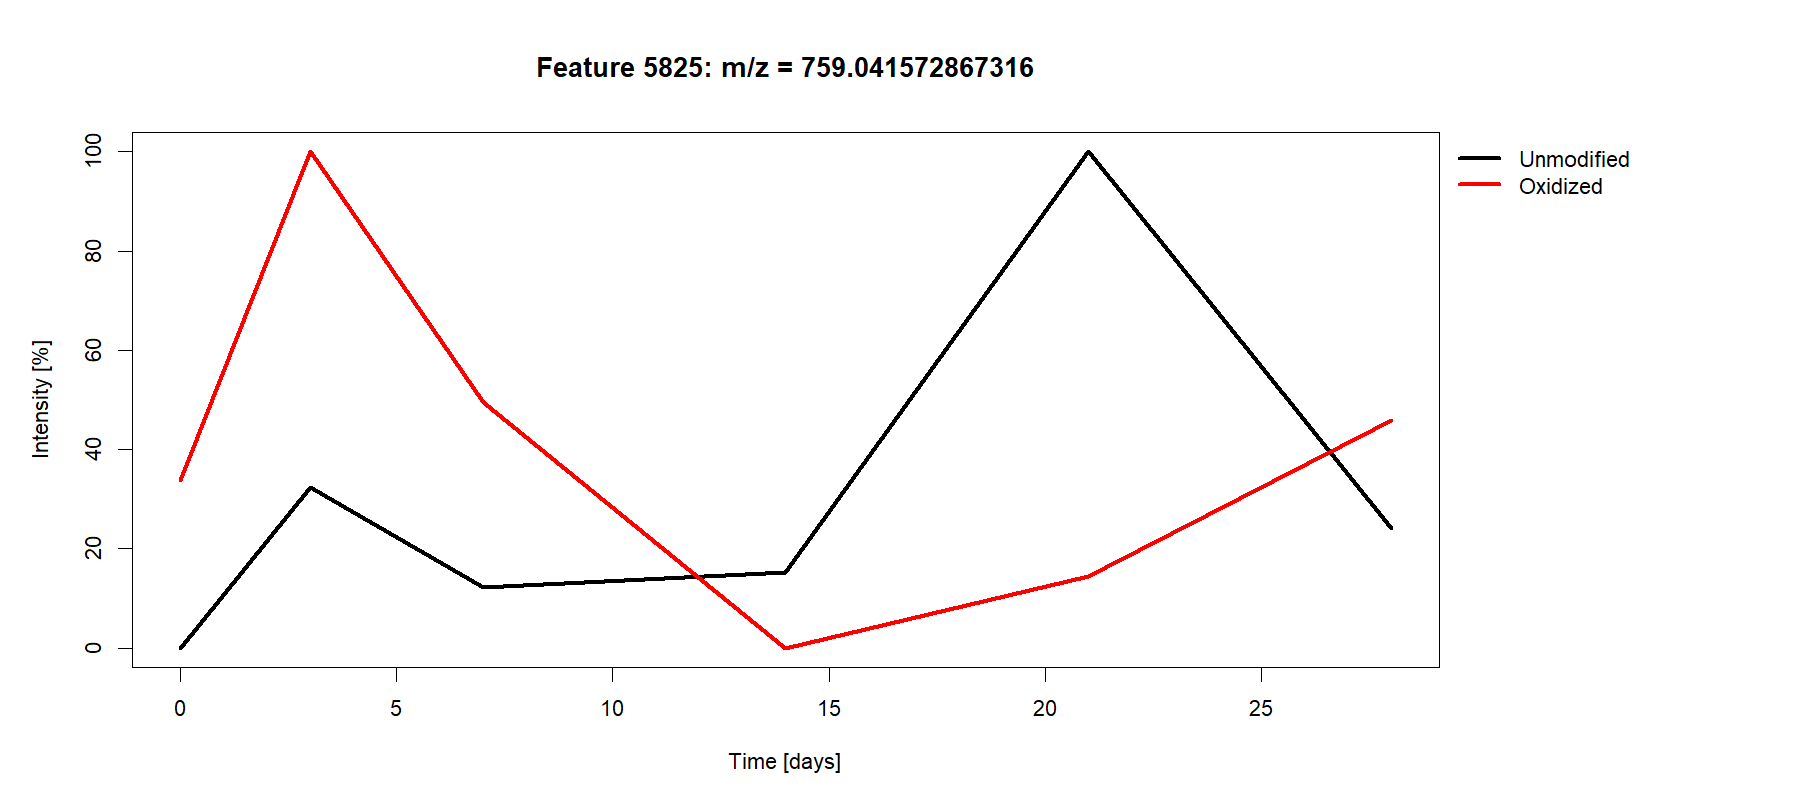 Feature 5825: m/z = 759.041572867316
Unmodified
Oxidized
Intensity [%]
100
80
60
40
20
0
0 5 10 15 20 25
Time [days]